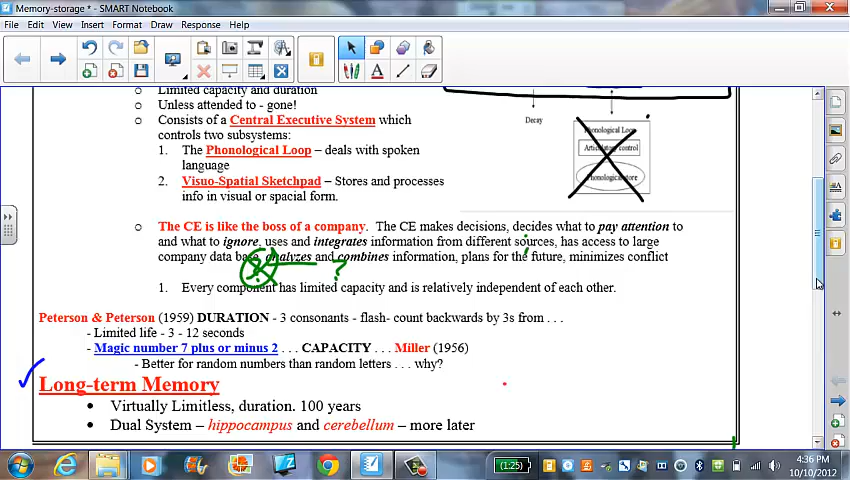 Memory-storage * - SMART Notebook
File Edit View Insert Format Draw Response Help
Limited capacity and duration
o Unless attended to - gone!
o Consists of a Central Executive System which
controls two subsystems:
1. The Phonological Loop – deals with spoken
language
2. Visuo-Spatial Sketchpad – Stores and processes
info in visual or spacial form.
Decay
Phonological Loop
Articulatory control
Phonological store
o The CE is like the boss of a company. The CE makes decisions, decides what to pay attention to
and what to ignore, uses and integrates information from different sources, has access to large
company data base, analyzes and combines information, plans for the future, minimizes conflict
?
1. Every component has limited capacity and is relatively independent of each other.
Peterson & Peterson (1959) DURATION - 3 consonants - flash- count backwards by 3s from . . .
- Limited life - 3 - 12 seconds
- Magic number 7 plus or minus 2 . . . CAPACITY . . . Miller (1956)
- Better for random numbers than random letters . . . why?
Long-term Memory
• Virtually Limitless, duration. 100 years
• Dual System – hippocampus and cerebellum – more later
(1:25)
4:36 PM
10/10/2012